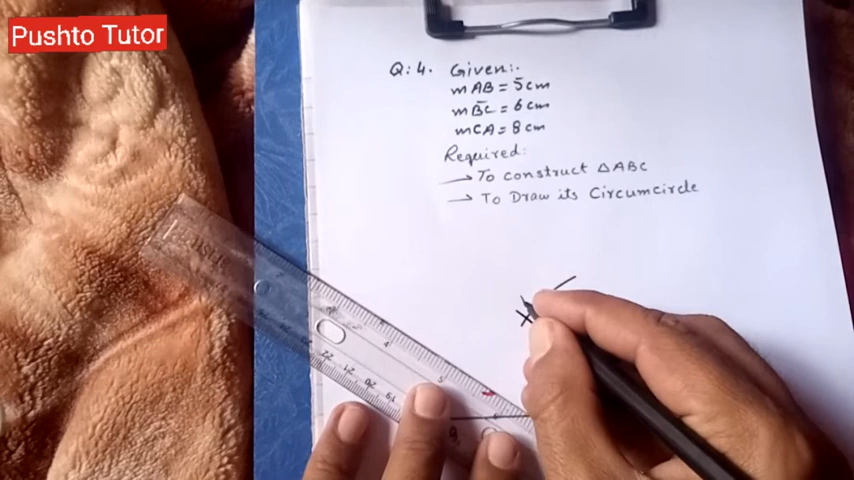 Pushto Tutor
Q:4. Given:.
mAB = 5cm
mBC = 6cm
mCA = 8cm
Required:
→ To construct △ABC
→ To Draw its Circumcircle